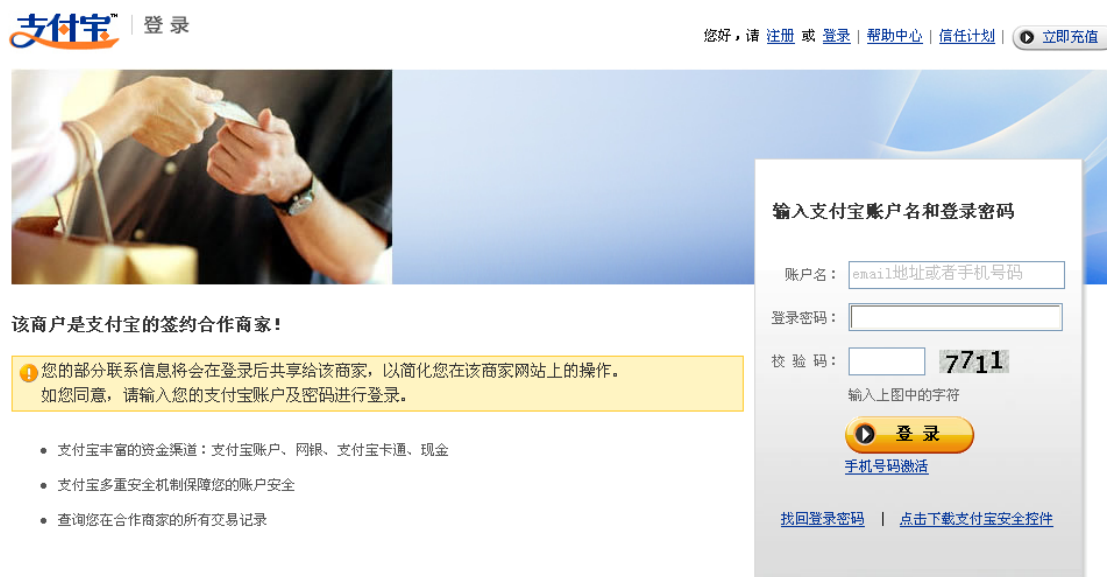 支付宝™ 登录
您好，请 注册 或 登录 | 帮助中心 | 信任计划 | 立即充值
输入支付宝账户名和登录密码
账户名： email地址或者手机号码
登录密码：
校 验 码： 7711
输入上图中的字符
登 录
手机号码激活
找回登录密码 | 点击下载支付宝安全控件
该商户是支付宝的签约合作商家！
您的部分联系信息将会在登录后共享给该商家，以简化您在该商家网站上的操作。
如您同意，请输入您的支付宝账户及密码进行登录。
支付宝丰富的资金渠道：支付宝账户、网银、支付宝卡通、现金
支付宝多重安全机制保障您的账户安全
查询您在合作商家的所有交易记录